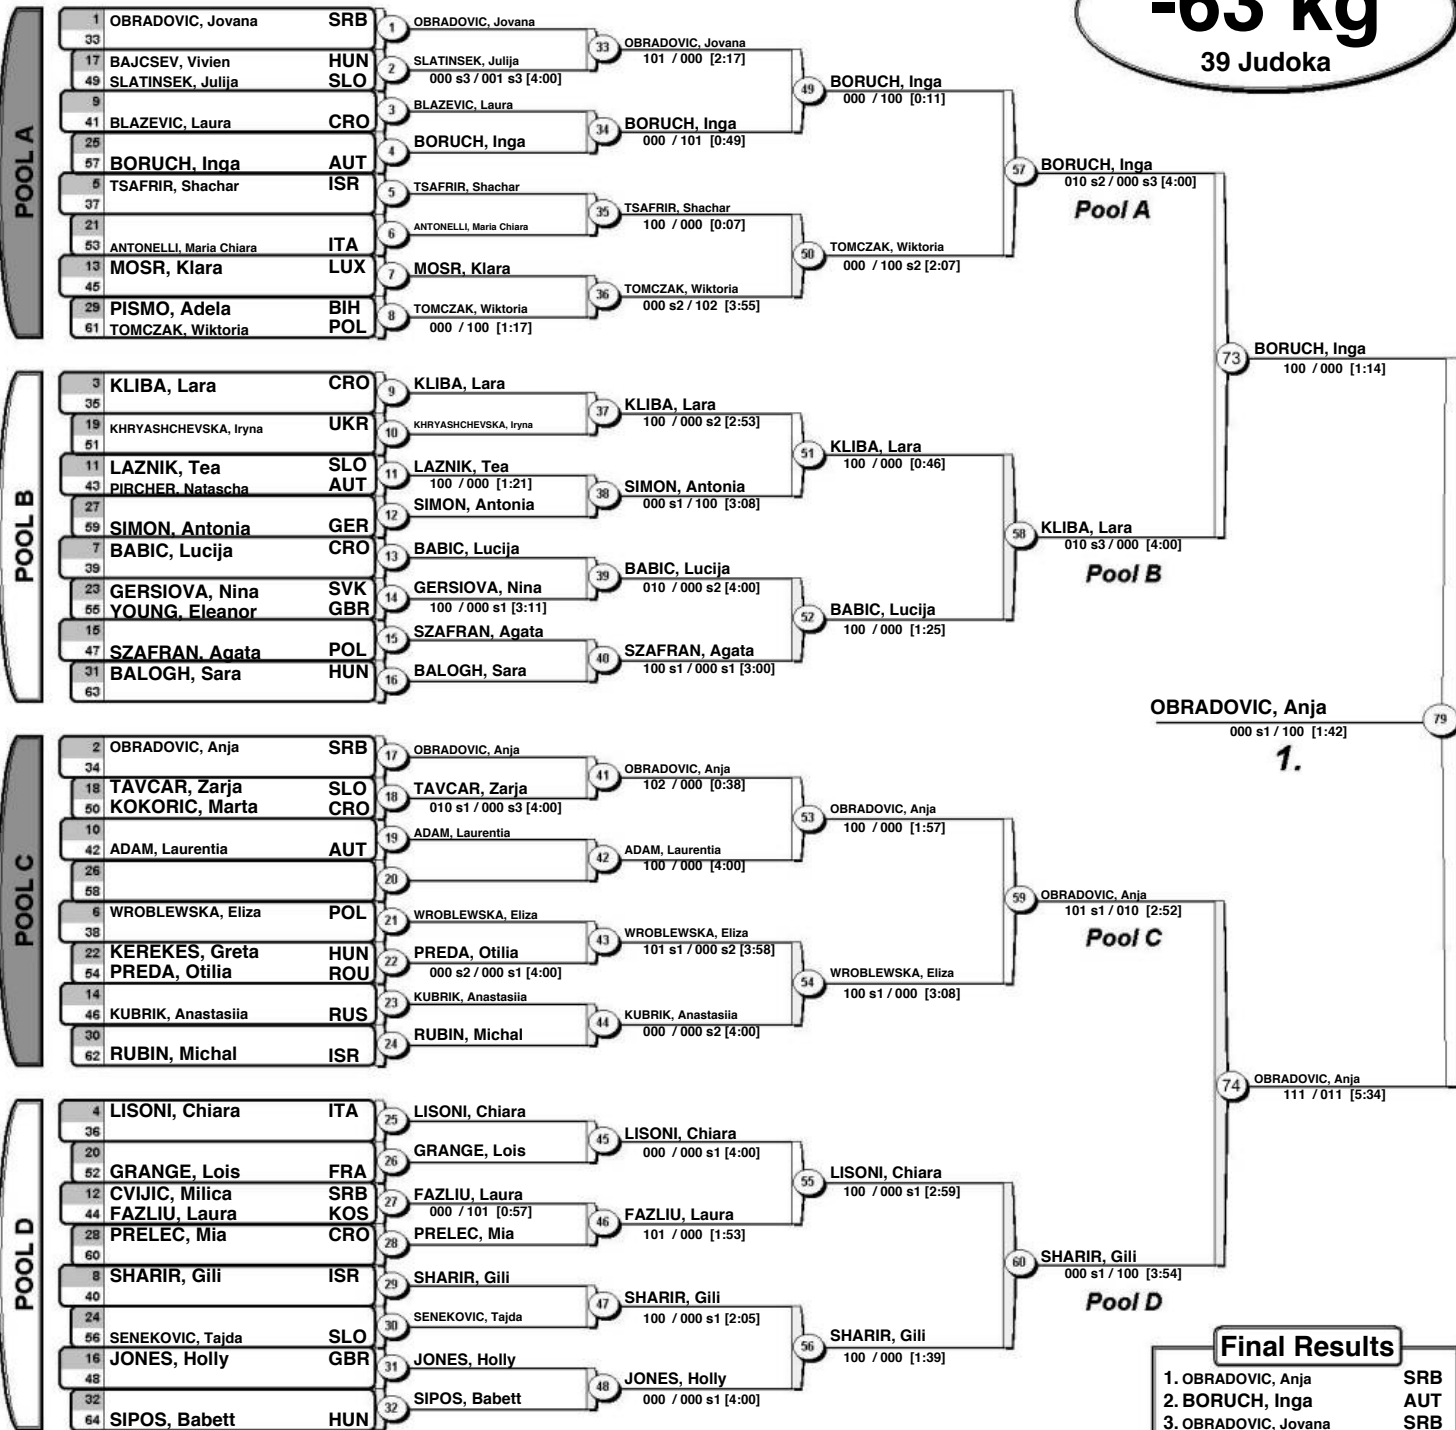 -63 kg
39 Judoka
POOL A
1 OBRADOVIC, Jovana SRB
33
17 BAJCSEV, Vivien HUN
49 SLATINSEK, Julija SLO
9
41 BLAZEVIC, Laura CRO
25
57 BORUCH, Inga AUT
5 TSAFRIR, Shachar ISR
37
21
53 ANTONELLI, Maria Chiara ITA
13 MOSR, Klara LUX
45
29 PISMO, Adela BIH
61 TOMCZAK, Wiktoria POL
1 OBRADOVIC, Jovana
2 SLATINSEK, Julija
000 s3 / 001 s3 [4:00]
3 BLAZEVIC, Laura
4 BORUCH, Inga
5 TSAFRIR, Shachar
6 ANTONELLI, Maria Chiara
7 MOSR, Klara
8 TOMCZAK, Wiktoria
000 / 100 [1:17]
33 OBRADOVIC, Jovana
101 / 000 [2:17]
34 BORUCH, Inga
000 / 101 [0:49]
35 TSAFRIR, Shachar
100 / 000 [0:07]
36 TOMCZAK, Wiktoria
000 s2 / 102 [3:55]
49 BORUCH, Inga
000 / 100 [0:11]
50 TOMCZAK, Wiktoria
000 / 100 s2 [2:07]
57 BORUCH, Inga
010 s2 / 000 s3 [4:00]
Pool A
POOL B
3 KLIBA, Lara CRO
35
19 KHRYASHCHEVSKA, Iryna UKR
51
11 LAZNIK, Tea SLO
43 PIRCHER, Natascha AUT
27
59 SIMON, Antonia GER
7 BABIC, Lucija CRO
39
23 GERSIOVA, Nina SVK
55 YOUNG, Eleanor GBR
15
47 SZAFRAN, Agata POL
31 BALOGH, Sara HUN
63
9 KLIBA, Lara
10 KHRYASHCHEVSKA, Iryna
11 LAZNIK, Tea
100 / 000 [1:21]
12 SIMON, Antonia
13 BABIC, Lucija
14 GERSIOVA, Nina
100 / 000 s1 [3:11]
15 SZAFRAN, Agata
16 BALOGH, Sara
37 KLIBA, Lara
100 / 000 s2 [2:53]
38 SIMON, Antonia
000 s1 / 100 [3:08]
39 BABIC, Lucija
010 / 000 s2 [4:00]
40 SZAFRAN, Agata
100 s1 / 000 s1 [3:00]
51 KLIBA, Lara
100 / 000 [0:46]
52 BABIC, Lucija
100 / 000 [1:25]
58 KLIBA, Lara
010 s3 / 000 [4:00]
Pool B
73 BORUCH, Inga
100 / 000 [1:14]
OBRADOVIC, Anja 79
000 s1 / 100 [1:42]
1.
POOL C
2 OBRADOVIC, Anja SRB
34
18 TAVCAR, Zarja SLO
50 KOKORIC, Marta CRO
10
42 ADAM, Laurentia AUT
26
58
6 WROBLEWSKA, Eliza POL
38
22 KEREKES, Greta HUN
54 PREDA, Otilia ROU
14
46 KUBRIK, Anastasiia RUS
30
62 RUBIN, Michal ISR
17 OBRADOVIC, Anja
18 TAVCAR, Zarja
010 s1 / 000 s3 [4:00]
19 ADAM, Laurentia
20
21 WROBLEWSKA, Eliza
22 PREDA, Otilia
000 s2 / 000 s1 [4:00]
23 KUBRIK, Anastasiia
24 RUBIN, Michal
41 OBRADOVIC, Anja
102 / 000 [0:38]
42 ADAM, Laurentia
100 / 000 [4:00]
43 WROBLEWSKA, Eliza
101 s1 / 000 s2 [3:58]
44 KUBRIK, Anastasiia
000 / 000 s2 [4:00]
53 OBRADOVIC, Anja
100 / 000 [1:57]
54 WROBLEWSKA, Eliza
100 s1 / 000 [3:08]
59 OBRADOVIC, Anja
101 s1 / 010 [2:52]
Pool C
POOL D
4 LISONI, Chiara ITA
36
20
52 GRANGE, Lois FRA
12 CVIJIC, Milica SRB
44 FAZLIU, Laura KOS
28 PRELEC, Mia CRO
60
8 SHARIR, Gili ISR
40
24
56 SENEKOVIC, Tajda SLO
16 JONES, Holly GBR
48
32
64 SIPOS, Babett HUN
25 LISONI, Chiara
26 GRANGE, Lois
27 FAZLIU, Laura
000 / 101 [0:57]
28 PRELEC, Mia
29 SHARIR, Gili
30 SENEKOVIC, Tajda
31 JONES, Holly
32 SIPOS, Babett
45 LISONI, Chiara
000 / 000 s1 [4:00]
46 FAZLIU, Laura
101 / 000 [1:53]
47 SHARIR, Gili
100 / 000 s1 [2:05]
48 JONES, Holly
000 / 000 s1 [4:00]
55 LISONI, Chiara
100 / 000 s1 [2:59]
56 SHARIR, Gili
100 / 000 [1:39]
60 SHARIR, Gili
000 s1 / 100 [3:54]
Pool D
74 OBRADOVIC, Anja
111 / 011 [5:34]
Final Results
1. OBRADOVIC, Anja SRB
2. BORUCH, Inga AUT
3. OBRADOVIC, Jovana SRB